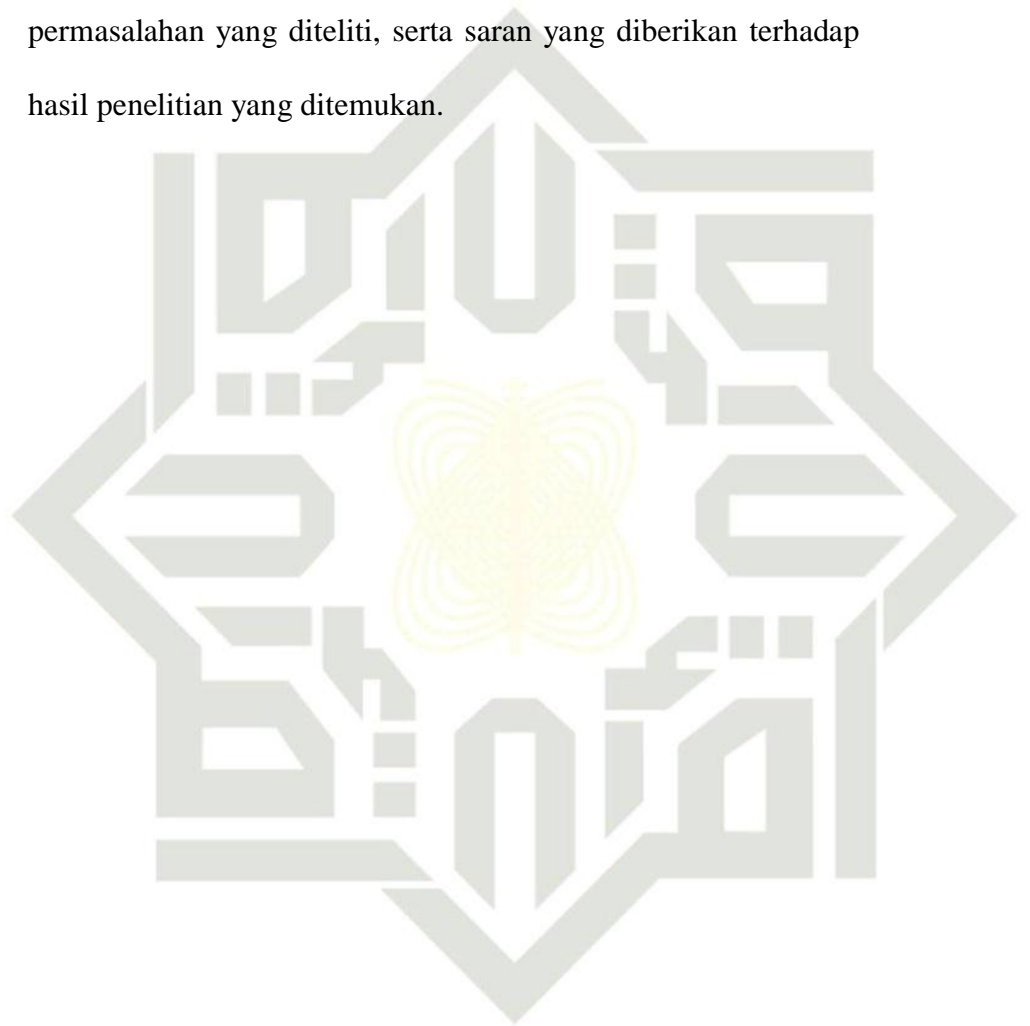 permasalahan yang diteliti, serta saran yang diberikan terhadap
hasil penelitian yang ditemukan.